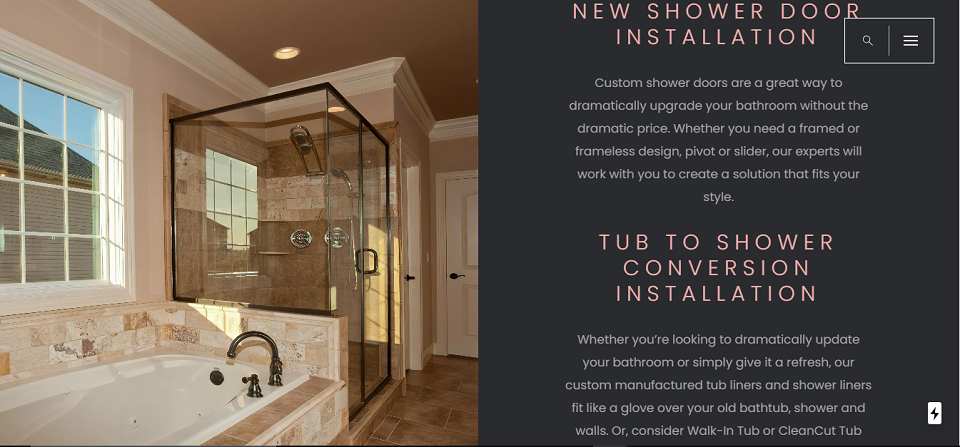 NEW SHOWER DOOR
INSTALLATION
Custom shower doors are a great way to
dramatically upgrade your bathroom without the
dramatic price. Whether you need a framed or
frameless design, pivot or slider, our experts will
work with you to create a solution that fits your
style.
TUB TO SHOWER
CONVERSION
INSTALLATION
Whether you’re looking to dramatically update
your bathroom or simply give it a refresh, our
custom manufactured tub liners and shower liners
fit like a glove over your old bathtub, shower and
walls. Or, consider Walk-In Tub or CleanCut Tub